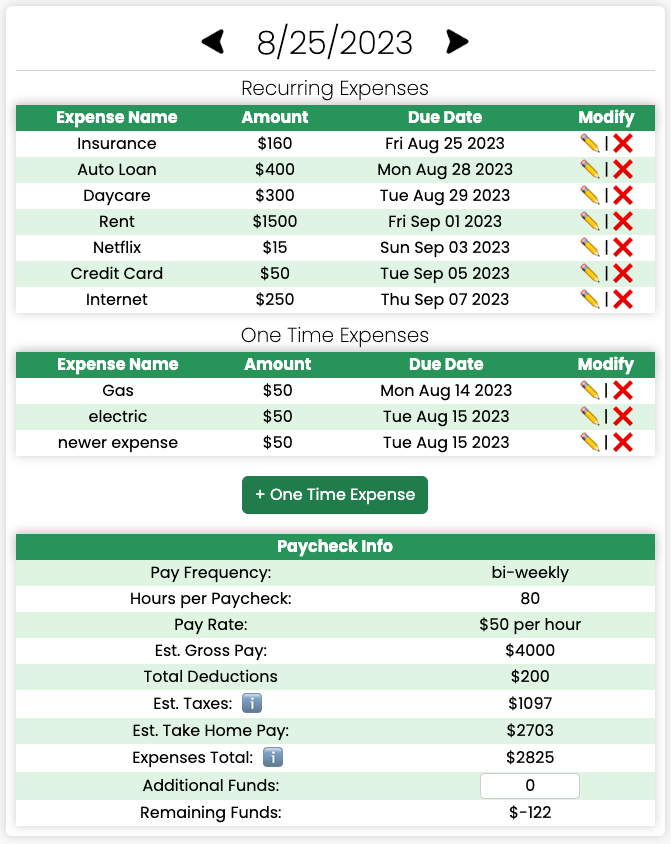 8/25/2023
Recurring Expenses
Expense Name Amount Due Date Modify
Insurance $160 Fri Aug 25 2023 |
Auto Loan $400 Mon Aug 28 2023 |
Daycare $300 Tue Aug 29 2023 |
Rent $1500 Fri Sep 01 2023 |
Netflix $15 Sun Sep 03 2023 |
Credit Card $50 Tue Sep 05 2023 |
Internet $250 Thu Sep 07 2023 |
One Time Expenses
Expense Name Amount Due Date Modify
Gas $50 Mon Aug 14 2023 |
electric $50 Tue Aug 15 2023 |
newer expense $50 Tue Aug 15 2023 |
+ One Time Expense
Paycheck Info
Pay Frequency: bi-weekly
Hours per Paycheck: 80
Pay Rate: $50 per hour
Est. Gross Pay: $4000
Total Deductions $200
Est. Taxes: i $1097
Est. Take Home Pay: $2703
Expenses Total: i $2825
Additional Funds: 0
Remaining Funds: $-122